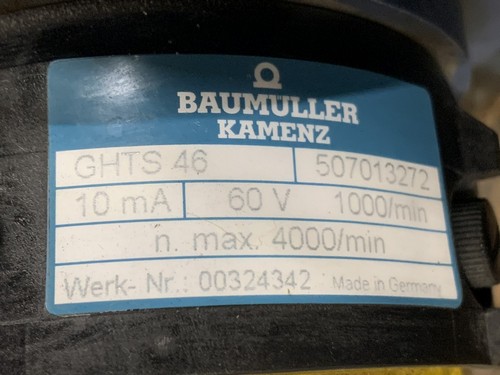 BAUMULLER
KAMENZ
GHTS 46 507013272
10 mA 60 V 1000/min
n. max. 4000/min
Werk- Nr.: 00324342 Made in Germany